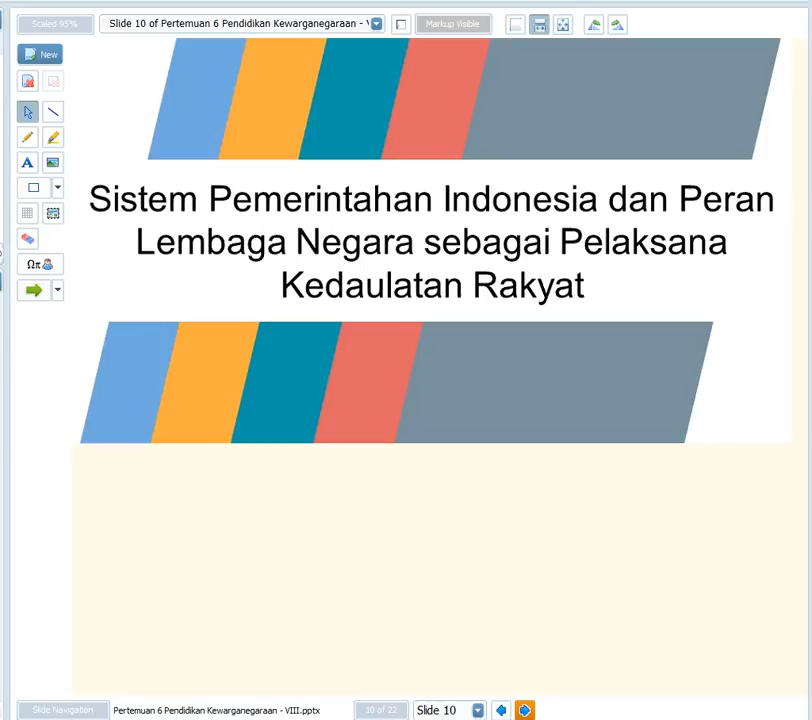 Scaled 95%
Slide 10 of Pertemuan 6 Pendidikan Kewarganegaraan - V
Markup Visible
New
A
Ωπ
Sistem Pemerintahan Indonesia dan Peran
Lembaga Negara sebagai Pelaksana
Kedaulatan Rakyat
Slide Navigation
Pertemuan 6 Pendidikan Kewarganegaraan - VIII.pptx
10 of 22
Slide 10